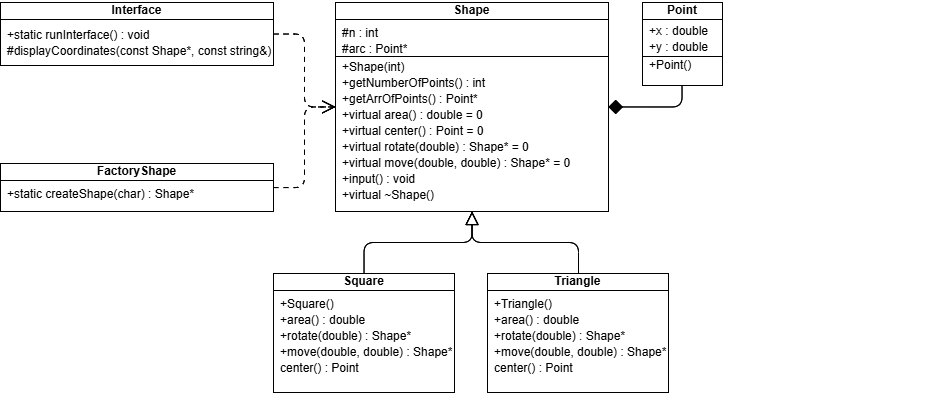 Interface
+static runInterface() : void
#displayCoordinates(const Shape*, const string&)
FactoryShape
+static createShape(char) : Shape*
Shape
#n : int
#arc : Point*
+Shape(int)
+getNumberOfPoints() : int
+getArrOfPoints() : Point*
+virtual area() : double = 0
+virtual center() : Point = 0
+virtual rotate(double) : Shape* = 0
+virtual move(double, double) : Shape* = 0
+input() : void
+virtual ~Shape()
Point
+x : double
+y : double
+Point()
Square
+Square()
+area() : double
+rotate(double) : Shape*
+move(double, double) : Shape*
center() : Point
Triangle
+Triangle()
+area() : double
+rotate(double) : Shape*
+move(double, double) : Shape*
center() : Point